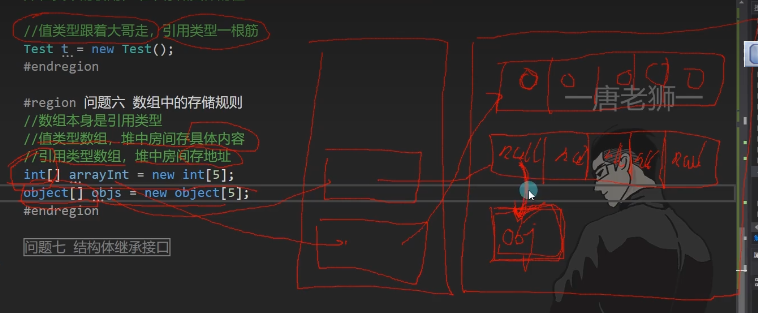 //值类型跟着大哥走，引用类型一根筋
Test t = new Test();
#endregion
#region 问题六 数组中的存储规则
//数组本身是引用类型
//值类型数组，堆中房间存具体内容
//引用类型数组，堆中房间存地址
int[] arrayInt = new int[5];
object[] objs = new object[5];
#endregion
问题七 结构体继承接口
0 0 0 0 0
—唐老狮—
null
obj